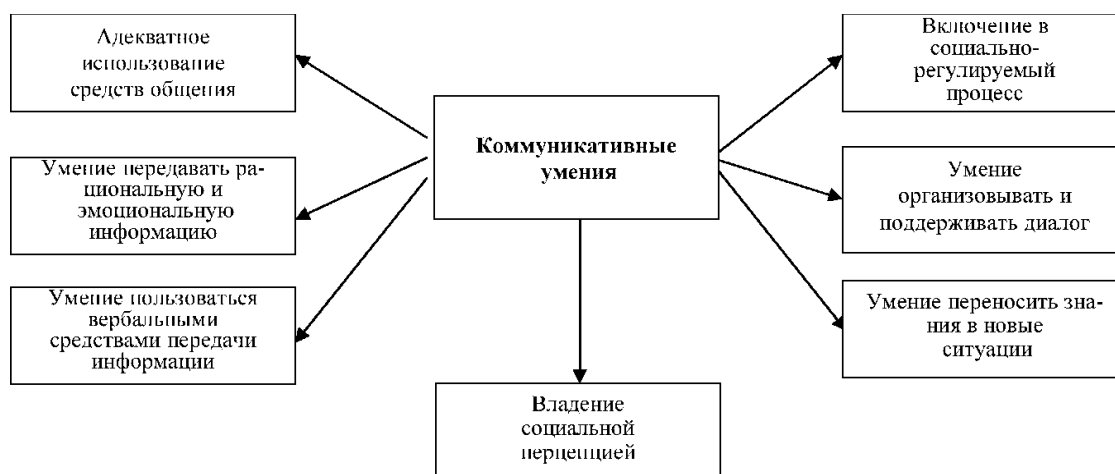 Адекватное
использование
средств общения
Умение передавать ра-
циональную и
эмоциональную
информацию
Умение пользоваться
вербальными
средствами передачи
информации
Коммуникативные
умения
Владение
социальной
перцепцией
Включение в
социально-
регулируемый
процесс
Умение
организовывать и
поддерживать диалог
Умение переносить зна-
ния в новые
ситуации